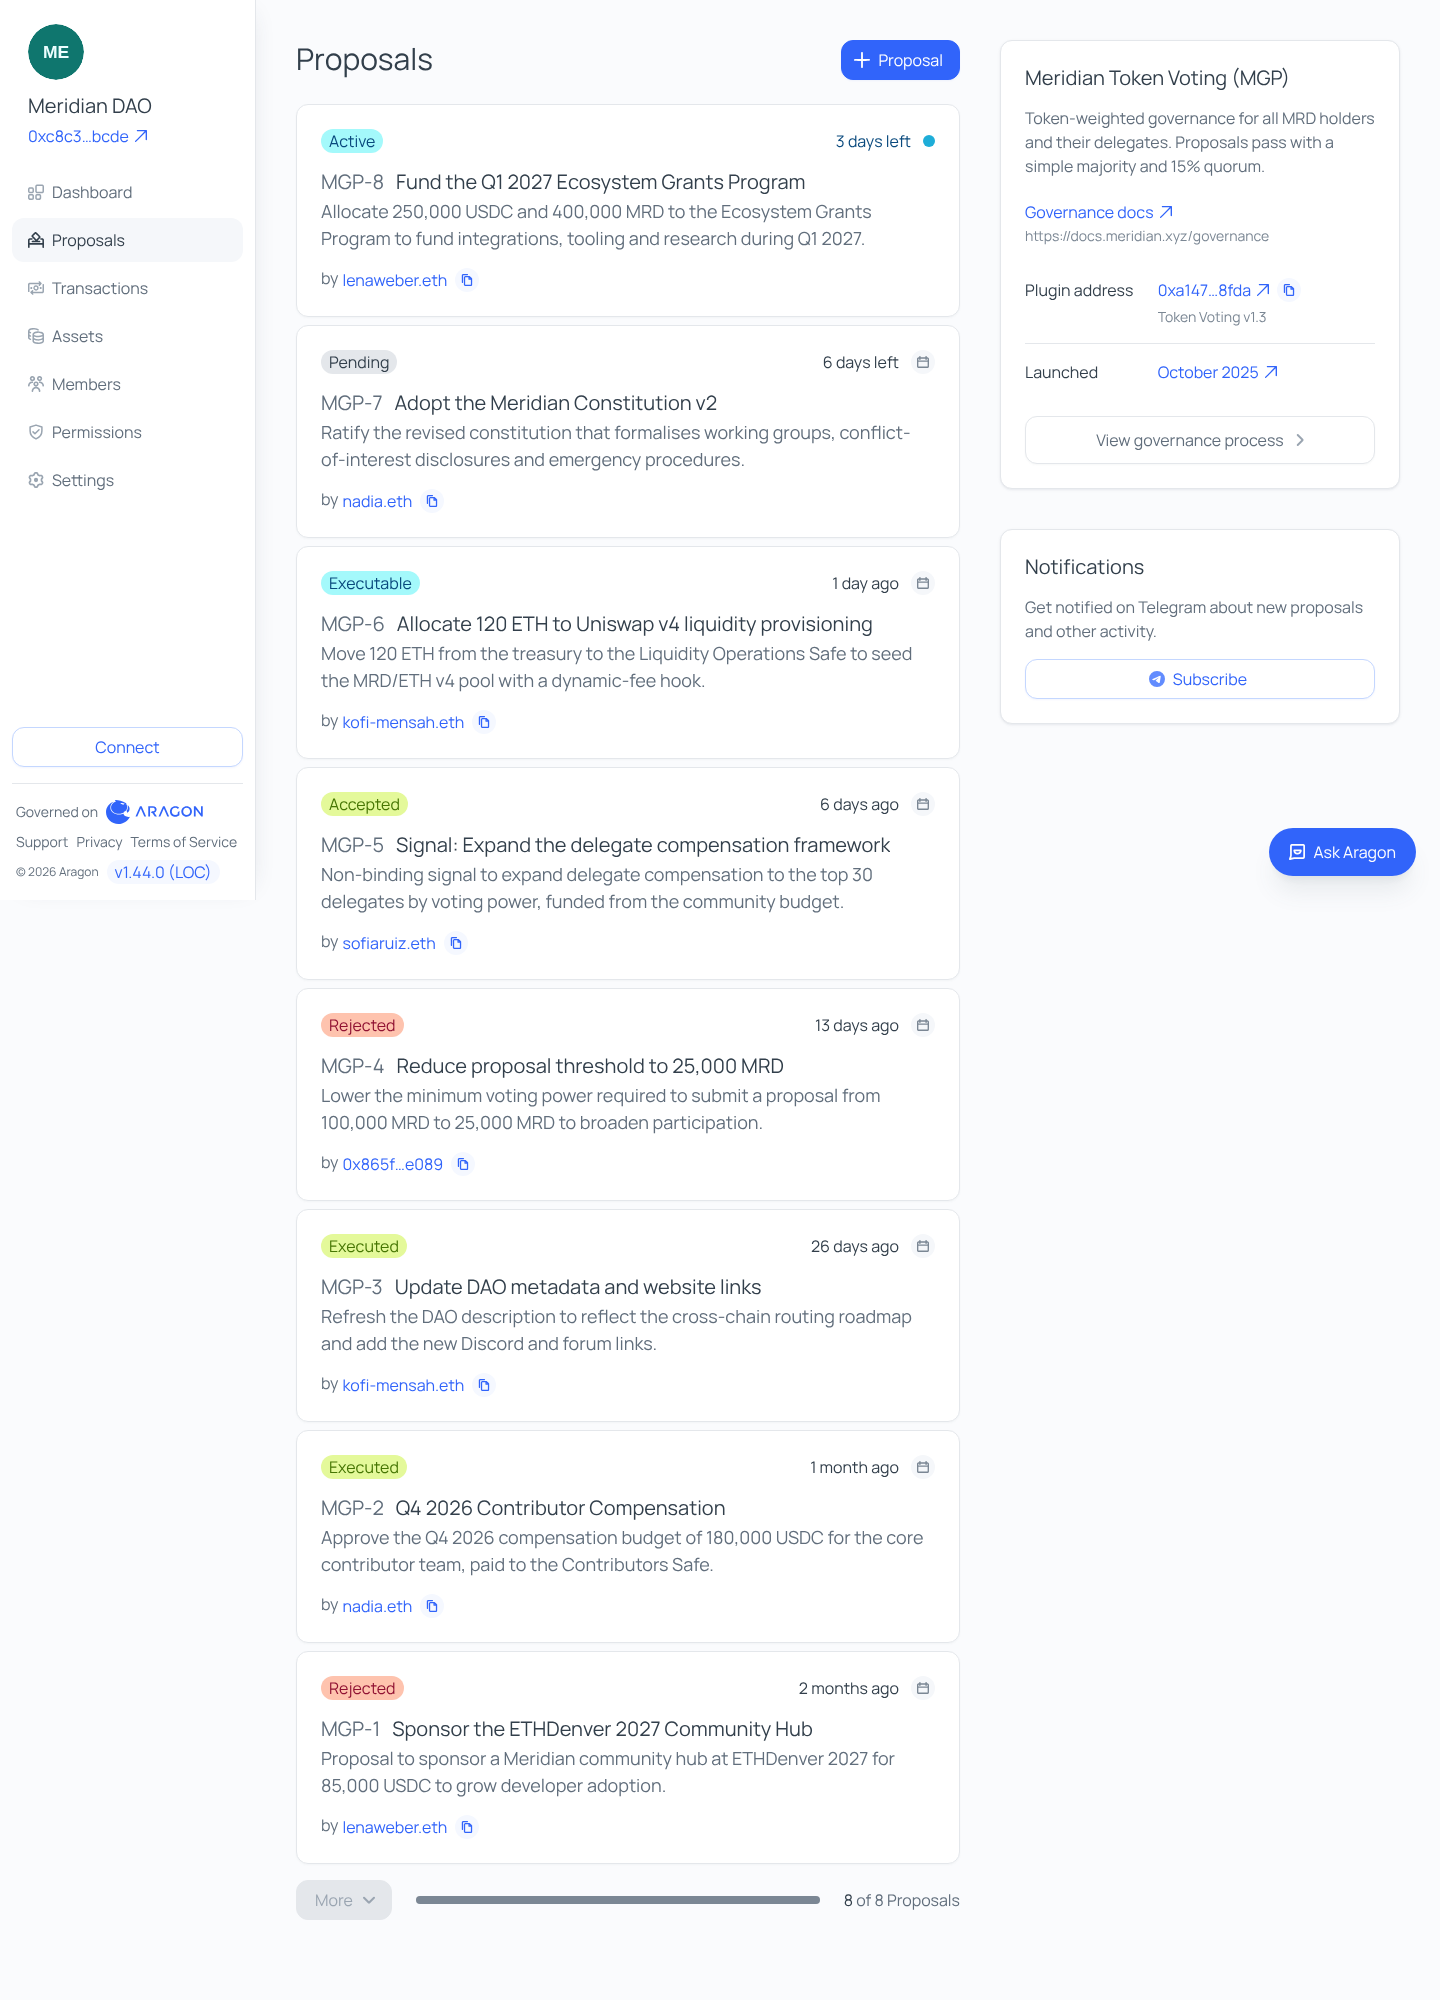 ME
Meridian DAO
0xc8c3...bcde
Dashboard
Proposals
Transactions
Assets
Members
Permissions
Settings
Connect
Governed on ARAGON
Support Privacy Terms of Service
© 2026 Aragon v1.44.0 (LOC)
Proposals
Proposal
Active 3 days left
MGP-8 Fund the Q1 2027 Ecosystem Grants Program
Allocate 250,000 USDC and 400,000 MRD to the Ecosystem Grants
Program to fund integrations, tooling and research during Q1 2027.
by lenaweber.eth
Pending 6 days left
MGP-7 Adopt the Meridian Constitution v2
Ratify the revised constitution that formalises working groups, conflict-
of-interest disclosures and emergency procedures.
by nadia.eth
Executable 1 day ago
MGP-6 Allocate 120 ETH to Uniswap v4 liquidity provisioning
Move 120 ETH from the treasury to the Liquidity Operations Safe to seed
the MRD/ETH v4 pool with a dynamic-fee hook.
by kofi-mensah.eth
Accepted 6 days ago
MGP-5 Signal: Expand the delegate compensation framework
Non-binding signal to expand delegate compensation to the top 30
delegates by voting power, funded from the community budget.
by sofiaruiz.eth
Rejected 13 days ago
MGP-4 Reduce proposal threshold to 25,000 MRD
Lower the minimum voting power required to submit a proposal from
100,000 MRD to 25,000 MRD to broaden participation.
by 0x865f...e089
Executed 26 days ago
MGP-3 Update DAO metadata and website links
Refresh the DAO description to reflect the cross-chain routing roadmap
and add the new Discord and forum links.
by kofi-mensah.eth
Executed 1 month ago
MGP-2 Q4 2026 Contributor Compensation
Approve the Q4 2026 compensation budget of 180,000 USDC for the core
contributor team, paid to the Contributors Safe.
by nadia.eth
Rejected 2 months ago
MGP-1 Sponsor the ETHDenver 2027 Community Hub
Proposal to sponsor a Meridian community hub at ETHDenver 2027 for
85,000 USDC to grow developer adoption.
by lenaweber.eth
More 8 of 8 Proposals
Meridian Token Voting (MGP)
Token-weighted governance for all MRD holders
and their delegates. Proposals pass with a
simple majority and 15% quorum.
Governance docs
https://docs.meridian.xyz/governance
Plugin address 0xa147...8fda
Token Voting v1.3
Launched October 2025
View governance process
Notifications
Get notified on Telegram about new proposals
and other activity.
Subscribe
Ask Aragon